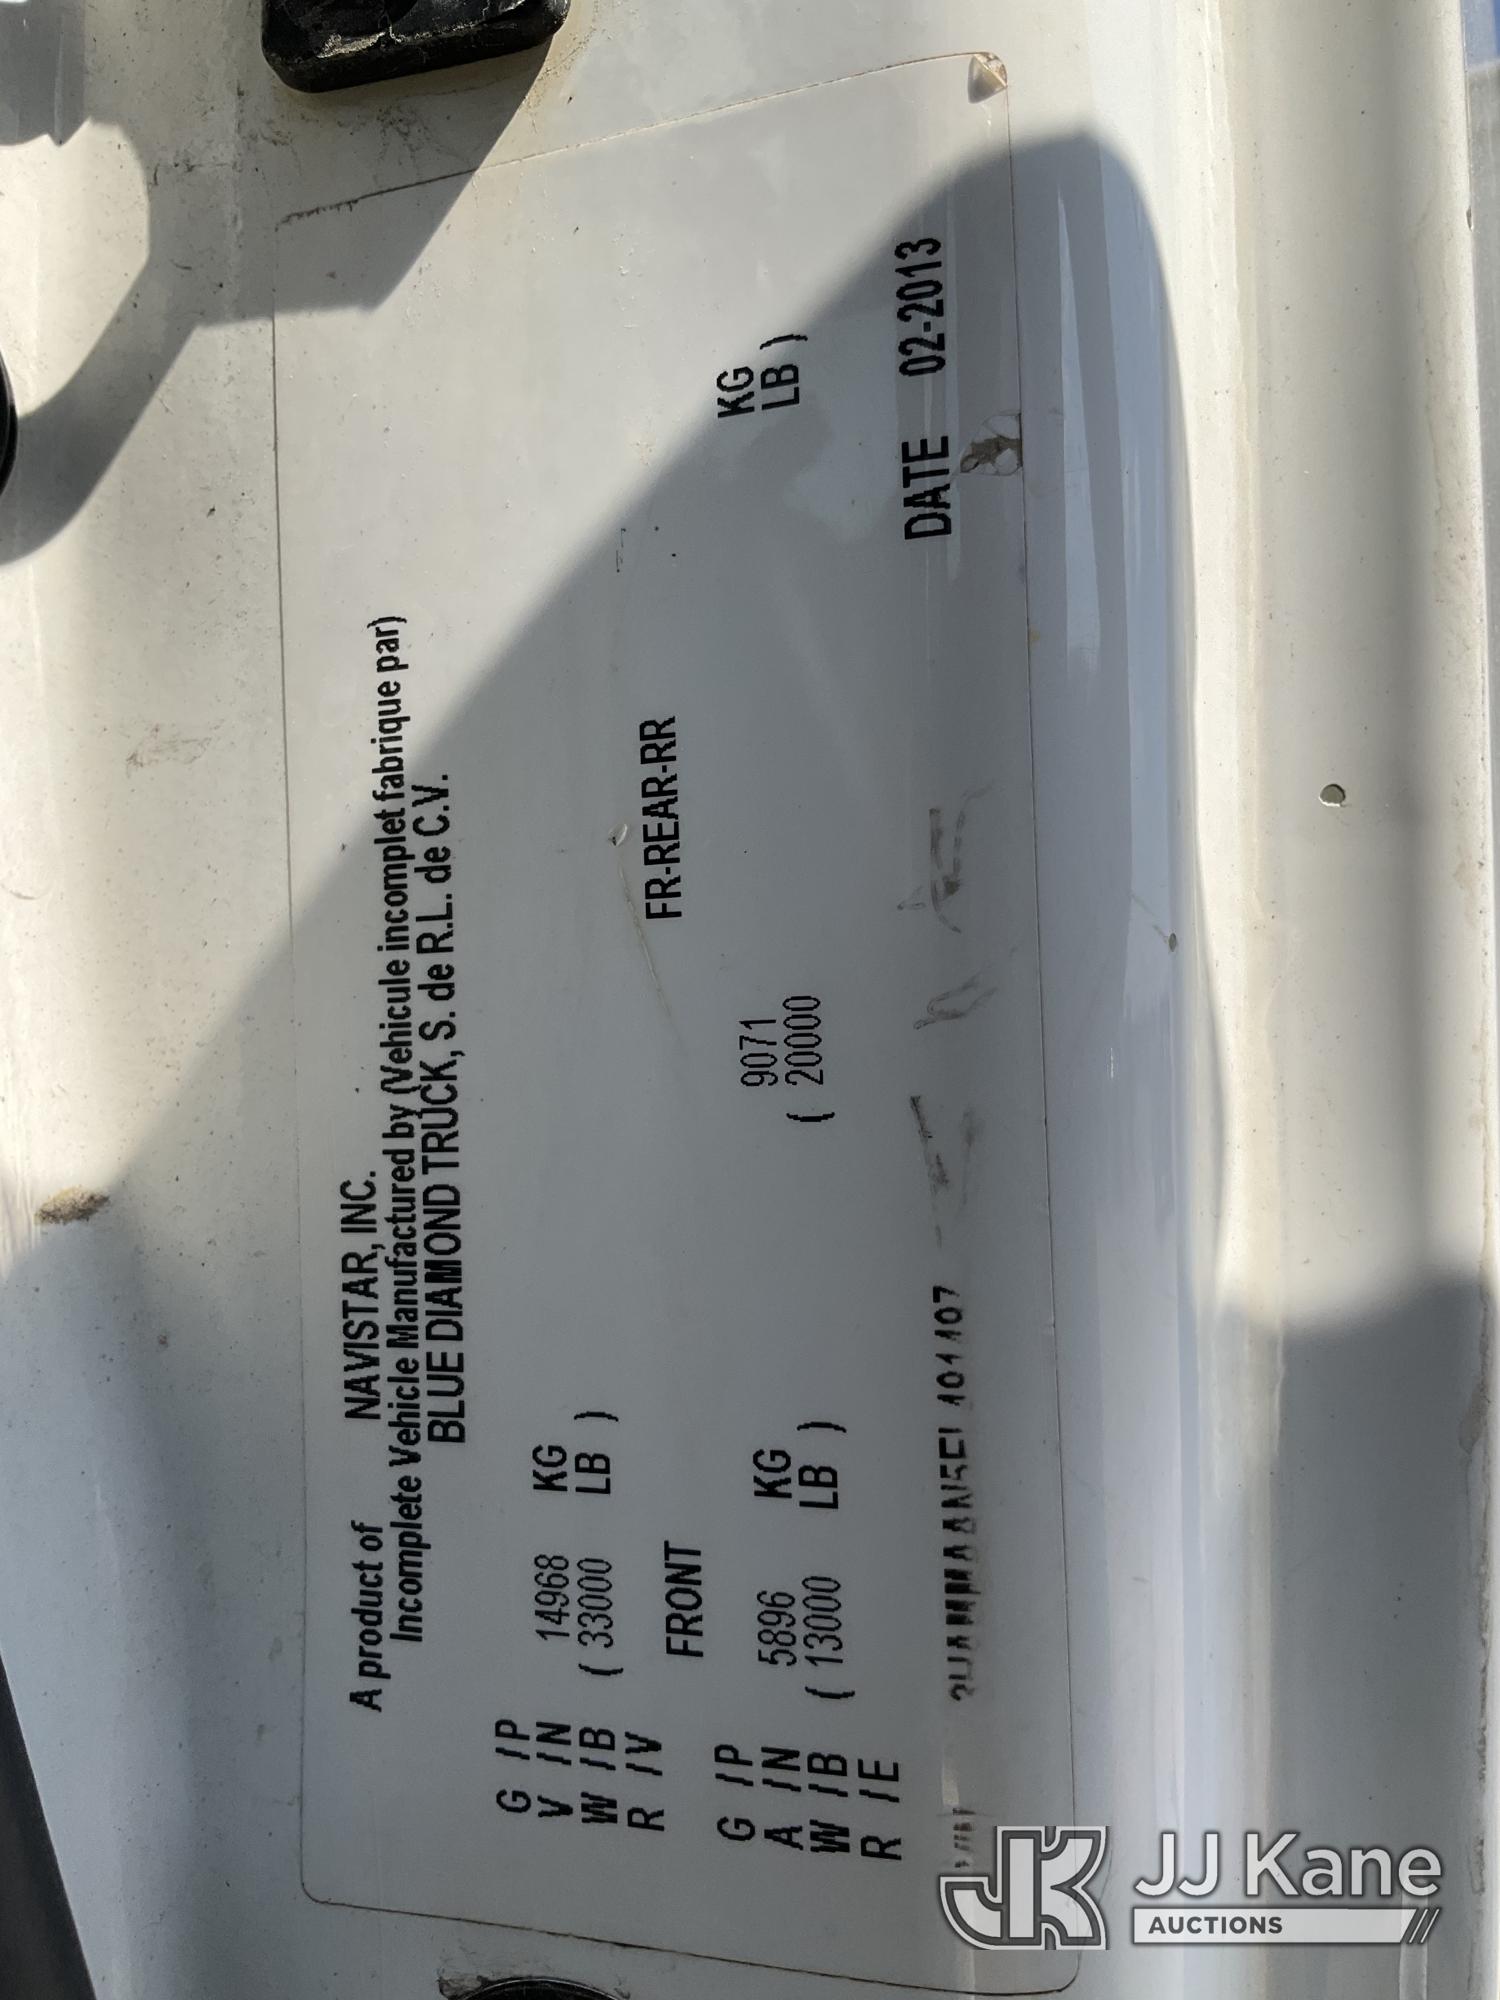 A product of NAVISTAR, INC.
Incomplete Vehicle Manufactured by (Vehicule incomplet fabrique par)
BLUE DIAMOND TRUCK, S. de R.L. de C.V.
G /P
V /N 14968 KG
W /B ( 33000 LB )
R /V
FRONT FR-REAR-RR
G /P
A /N 5896 KG 9071 KG
W /B ( 13000 LB ) ( 20000 LB )
R /E
DATE 02-2013
VIN
JJ Kane
AUCTIONS